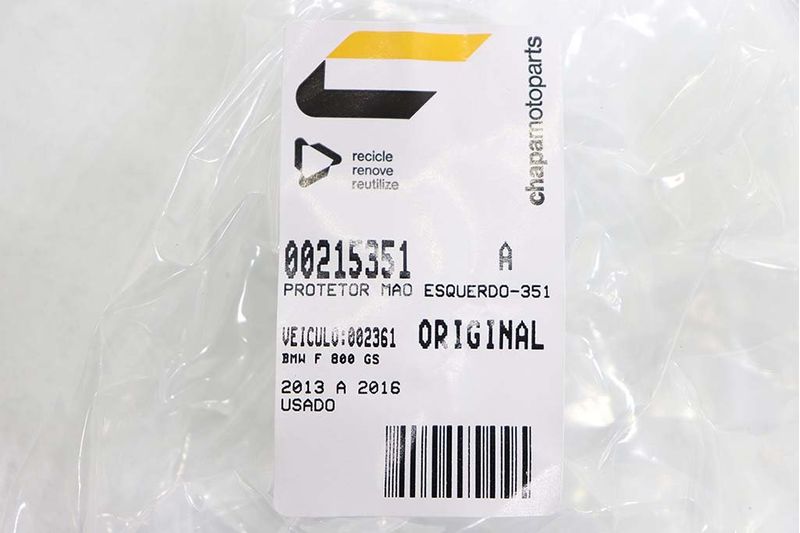 chapamotoparts
recicle
renove
reutilize
00215351 A
PROTETOR MAO ESQUERDO-351
VEICULO:002361 ORIGINAL
BMW F 800 GS
2013 A 2016
USADO